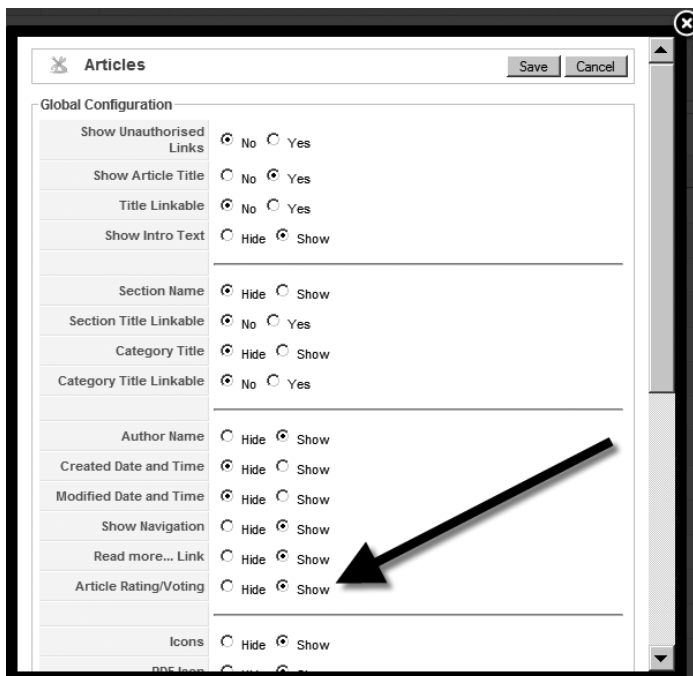 Articles
Save Cancel
Global Configuration
Show Unauthorised
Links No Yes
Show Article Title No Yes
Title Linkable No Yes
Show Intro Text Hide Show
Section Name Hide Show
Section Title Linkable No Yes
Category Title Hide Show
Category Title Linkable No Yes
Author Name Hide Show
Created Date and Time Hide Show
Modified Date and Time Hide Show
Show Navigation Hide Show
Read more... Link Hide Show
Article Rating/Voting Hide Show
Icons Hide Show
PDF Icon